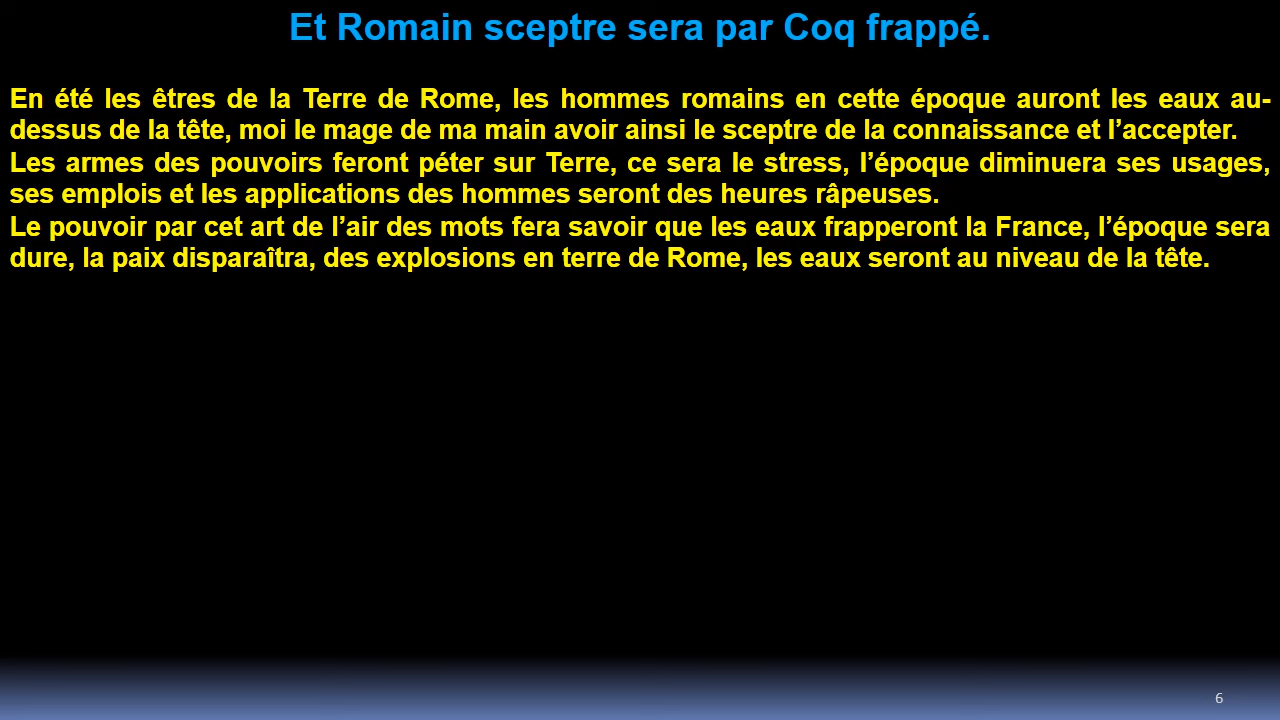 Et Romain sceptre sera par Coq frappé.
En été les êtres de la Terre de Rome, les hommes romains en cette époque auront les eaux au-
dessus de la tête, moi le mage de ma main avoir ainsi le sceptre de la connaissance et l’accepter.
Les armes des pouvoirs feront péter sur Terre, ce sera le stress, l’époque diminuera ses usages,
ses emplois et les applications des hommes seront des heures râpeuses.
Le pouvoir par cet art de l’air des mots fera savoir que les eaux frapperont la France, l’époque sera
dure, la paix disparaîtra, des explosions en terre de Rome, les eaux seront au niveau de la tête.
6